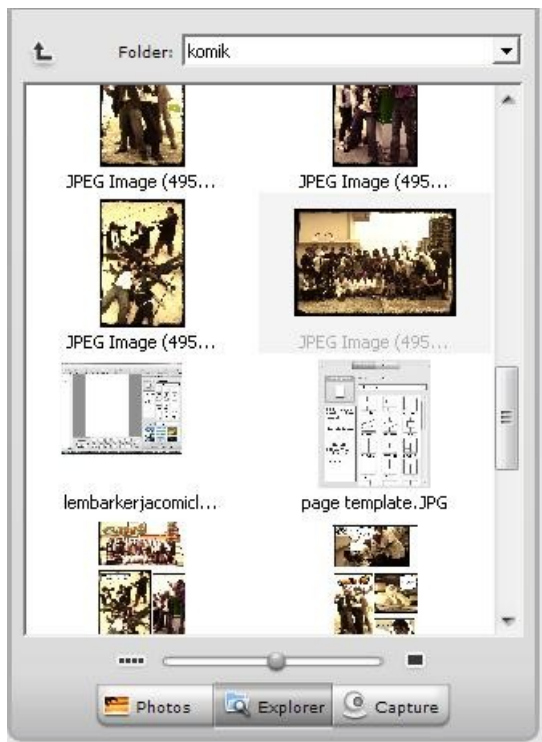 Folder: komik
JPEG Image (495... JPEG Image (495...
JPEG Image (495... JPEG Image (495...
lembarkerjacomicl... page template.JPG
Photos Explorer Capture